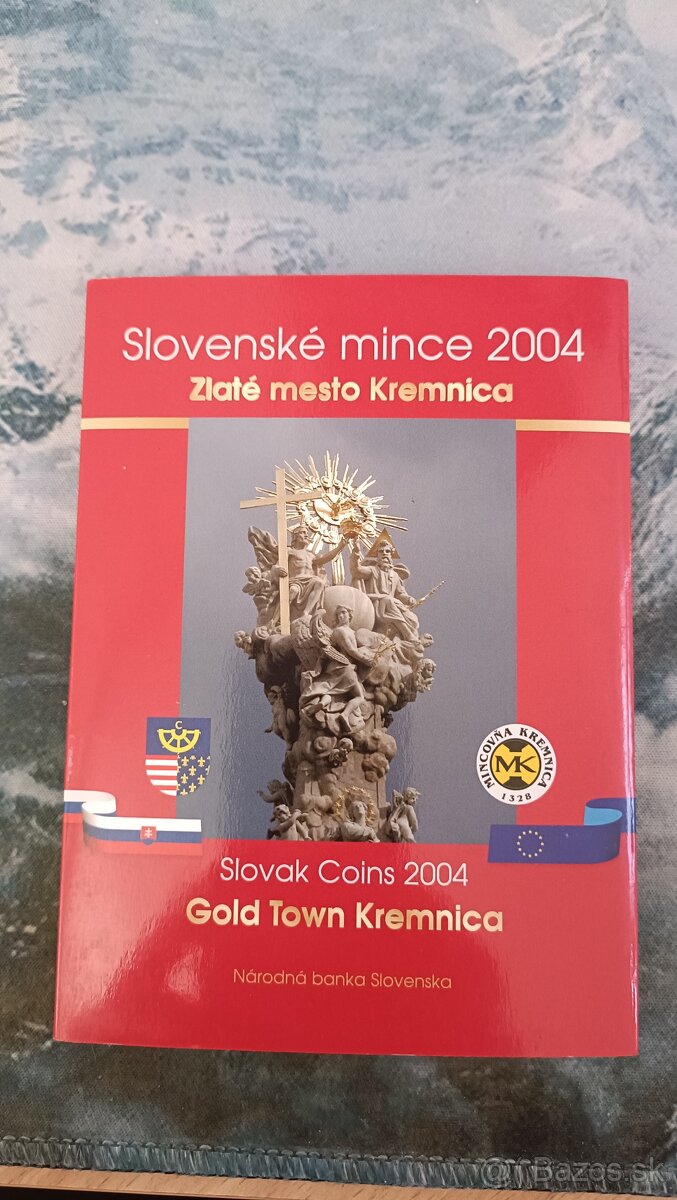 Slovenské mince 2004
Zlaté mesto Kremnica
C
MINCOVŇA KREMNICA
MK
1328
Slovak Coins 2004
Gold Town Kremnica
Národná banka Slovenska
Bazos.sk